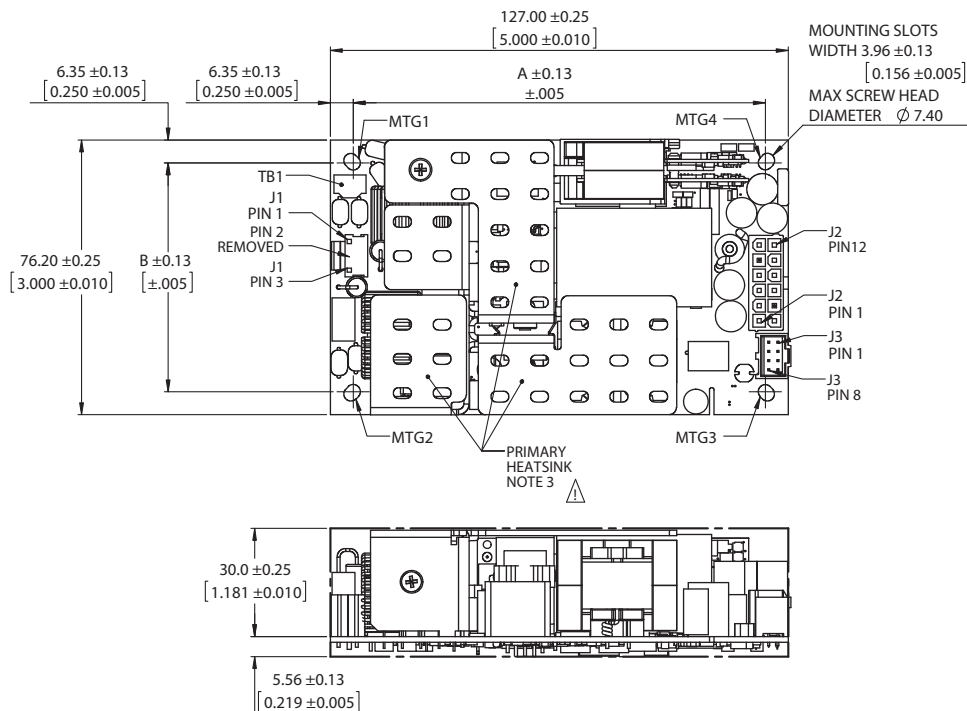 127.00 ±0.25
[5.000 ±0.010]
MOUNTING SLOTS
WIDTH 3.96 ±0.13
[0.156 ±0.005]
MAX SCREW HEAD
DIAMETER ∅ 7.40
6.35 ±0.13
[0.250 ±0.005]
6.35 ±0.13
[0.250 ±0.005]
A ±0.13
±.005
MTG1
MTG4
TB1
J1
PIN 1
PIN 2
REMOVED
J1
PIN 3
76.20 ±0.25
[3.000 ±0.010]
B ±0.13
[±.005]
J2
PIN12
J2
PIN 1
J3
PIN 1
J3
PIN 8
MTG2
MTG3
PRIMARY
HEATSINK
NOTE 3
!
30.0 ±0.25
[1.181 ±0.010]
5.56 ±0.13
[0.219 ±0.005]